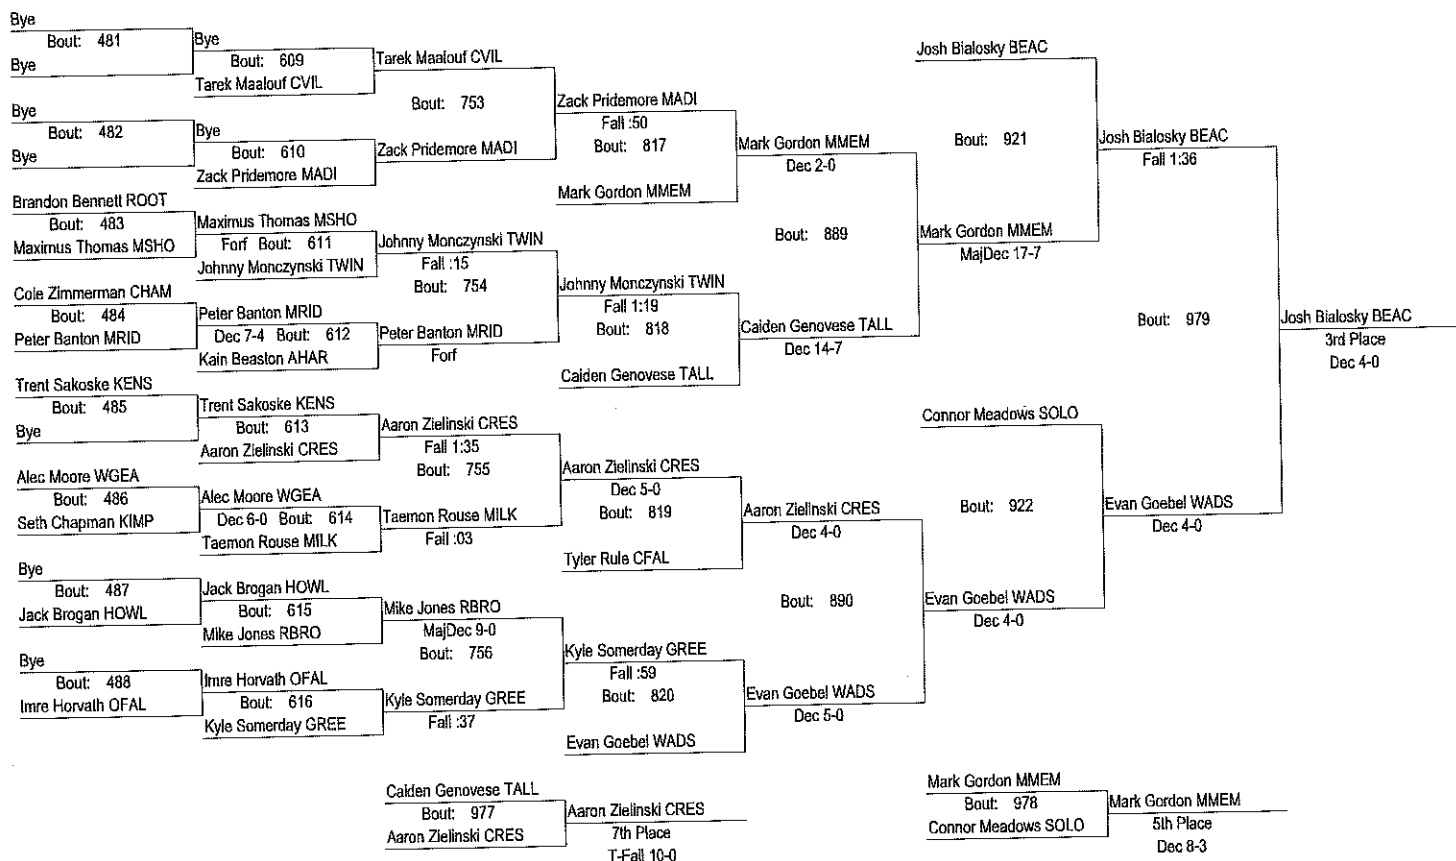 Bye
Bout: 481
Bye
Bye
Bout: 482
Bye
Brandon Bennett ROOT
Bout: 483
Maximus Thomas MSHO
Cole Zimmerman CHAM
Bout: 484
Peter Banton MRID
Trent Sakoske KENS
Bout: 485
Bye
Alec Moore WGEA
Bout: 486
Seth Chapman KIMP
Bye
Bout: 487
Jack Brogan HOWL
Bye
Bout: 488
Imre Horvath OFAL
Bye
Bout: 609
Tarek Maalouf CVIL
Bye
Bout: 610
Zack Pridemore MADI
Maximus Thomas MSHO
Forf Bout: 611
Johnny Monczynski TWIN
Peter Banton MRID
Dec 7-4 Bout: 612
Kain Beaston AHAR
Trent Sakoske KENS
Bout: 613
Aaron Zielinski CRES
Alec Moore WGEA
Dec 6-0 Bout: 614
Taemon Rouse MILK
Jack Brogan HOWL
Bout: 615
Mike Jones RBRO
Imre Horvath OFAL
Bout: 616
Kyle Somerday GREE
Tarek Maalouf CVIL
Bout: 753
Zack Pridemore MADI
Johnny Monczynski TWIN
Fall :15
Bout: 754
Peter Banton MRID
Forf
Aaron Zielinski CRES
Fall 1:35
Bout: 755
Taemon Rouse MILK
Fall :03
Mike Jones RBRO
MajDec 9-0
Bout: 756
Kyle Somerday GREE
Fall :37
Zack Pridemore MADI
Fall :50
Bout: 817
Mark Gordon MMEM
Johnny Monczynski TWIN
Fall 1:19
Bout: 818
Caiden Genovese TALL
Aaron Zielinski CRES
Dec 5-0
Bout: 819
Tyler Rule CFAL
Kyle Somerday GREE
Fall :59
Bout: 820
Evan Goebel WADS
Mark Gordon MMEM
Dec 2-0
Bout: 889
Caiden Genovese TALL
Dec 14-7
Aaron Zielinski CRES
Dec 4-0
Bout: 890
Evan Goebel WADS
Dec 5-0
Josh Bialosky BEAC
Bout: 921
Mark Gordon MMEM
MajDec 17-7
Connor Meadows SOLO
Bout: 922
Evan Goebel WADS
Dec 4-0
Josh Bialosky BEAC
Fall 1:36
Bout: 979
Evan Goebel WADS
Dec 4-0
Josh Bialosky BEAC
3rd Place
Dec 4-0
Caiden Genovese TALL
Bout: 977
Aaron Zielinski CRES
Aaron Zielinski CRES
7th Place
T-Fall 10-0
Mark Gordon MMEM
Bout: 978
Connor Meadows SOLO
Mark Gordon MMEM
5th Place
Dec 8-3